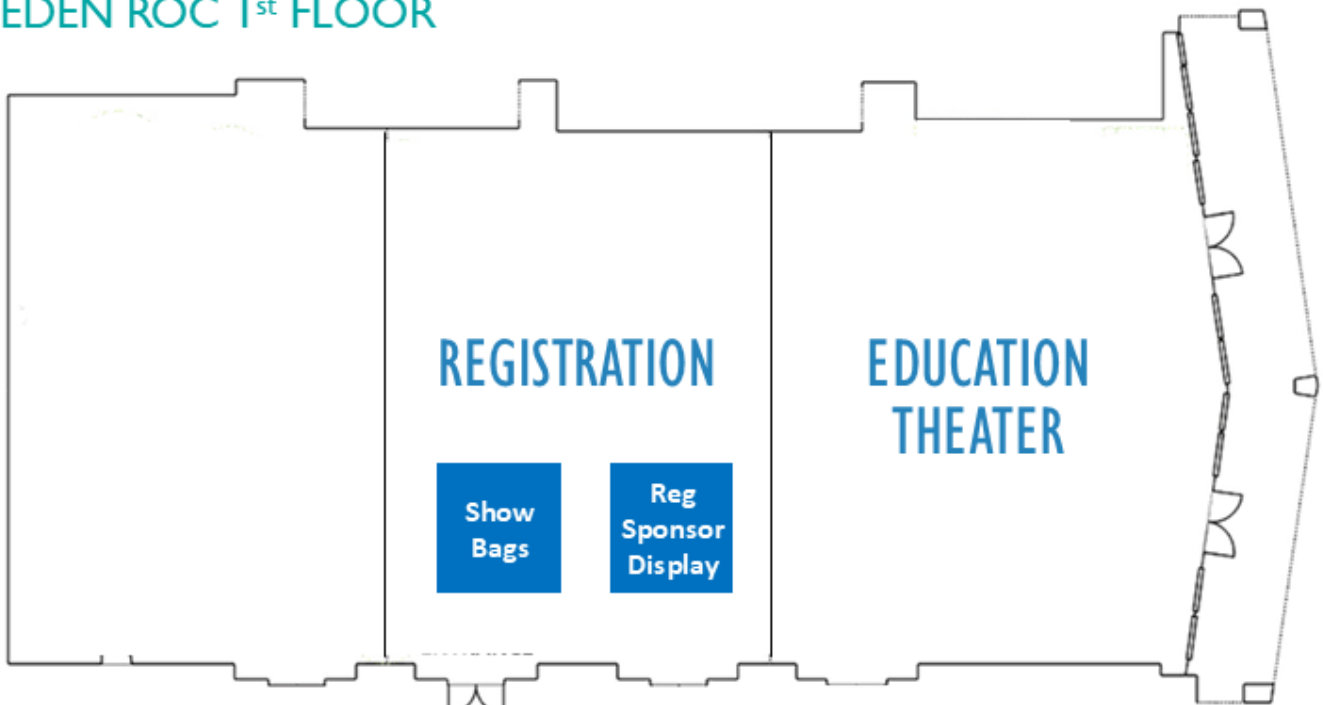 EDEN ROC 1st FLOOR
REGISTRATION
EDUCATION
THEATER
Show
Bags
Reg
Sponsor
Display